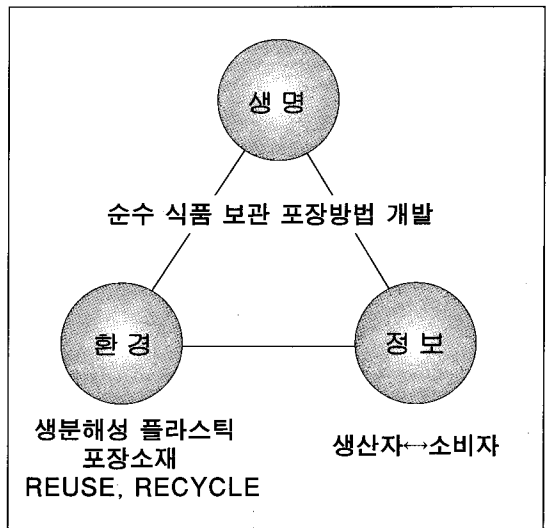 생명
순수 식품 보관 포장방법 개발
환경
정보
생분해성 플라스틱
포장소재
REUSE, RECYCLE
생산자↔소비자